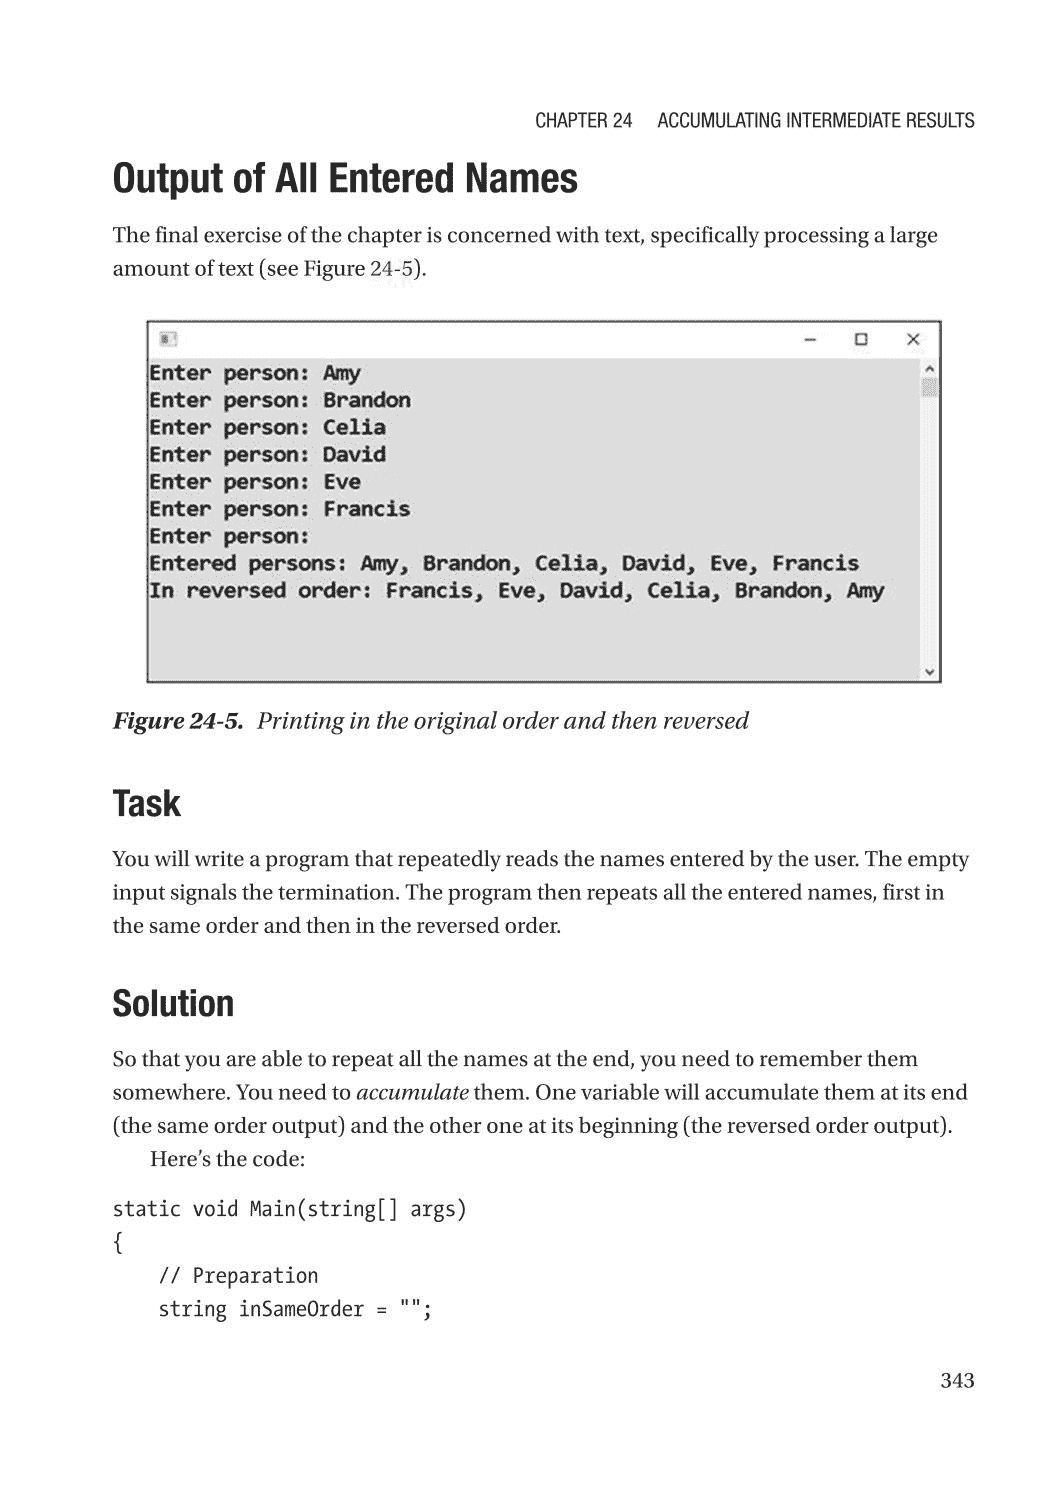 CHAPTER 24 ACCUMULATING INTERMEDIATE RESULTS
Output of All Entered Names
The final exercise of the chapter is concerned with text, specifically processing a large
amount of text (see Figure 24-5).
Enter person: Amy
Enter person: Brandon
Enter person: Celia
Enter person: David
Enter person: Eve
Enter person: Francis
Enter person:
Entered persons: Amy, Brandon, Celia, David, Eve, Francis
In reversed order: Francis, Eve, David, Celia, Brandon, Amy
Figure 24-5. Printing in the original order and then reversed
Task
You will write a program that repeatedly reads the names entered by the user. The empty
input signals the termination. The program then repeats all the entered names, first in
the same order and then in the reversed order.
Solution
So that you are able to repeat all the names at the end, you need to remember them
somewhere. You need to accumulate them. One variable will accumulate them at its end
(the same order output) and the other one at its beginning (the reversed order output).
Here's the code:
static void Main(string[] args)
{
// Preparation
string inSameOrder = "";
343